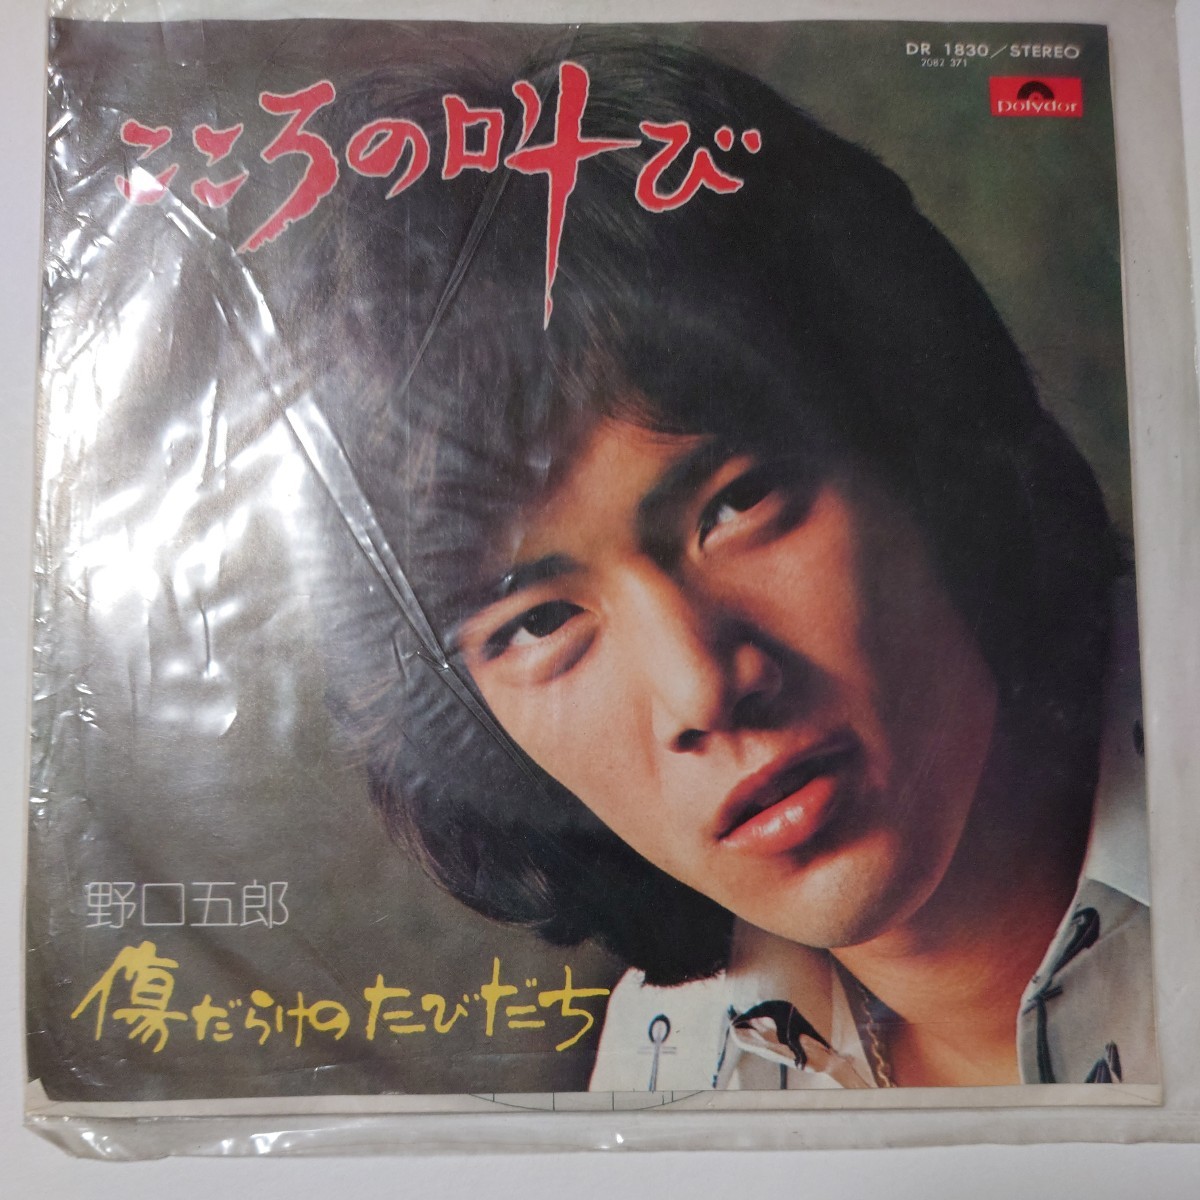 DR 1830/STEREO
2082 371
polydor
こころの叫び
野口五郎
傷だらけのたびだち